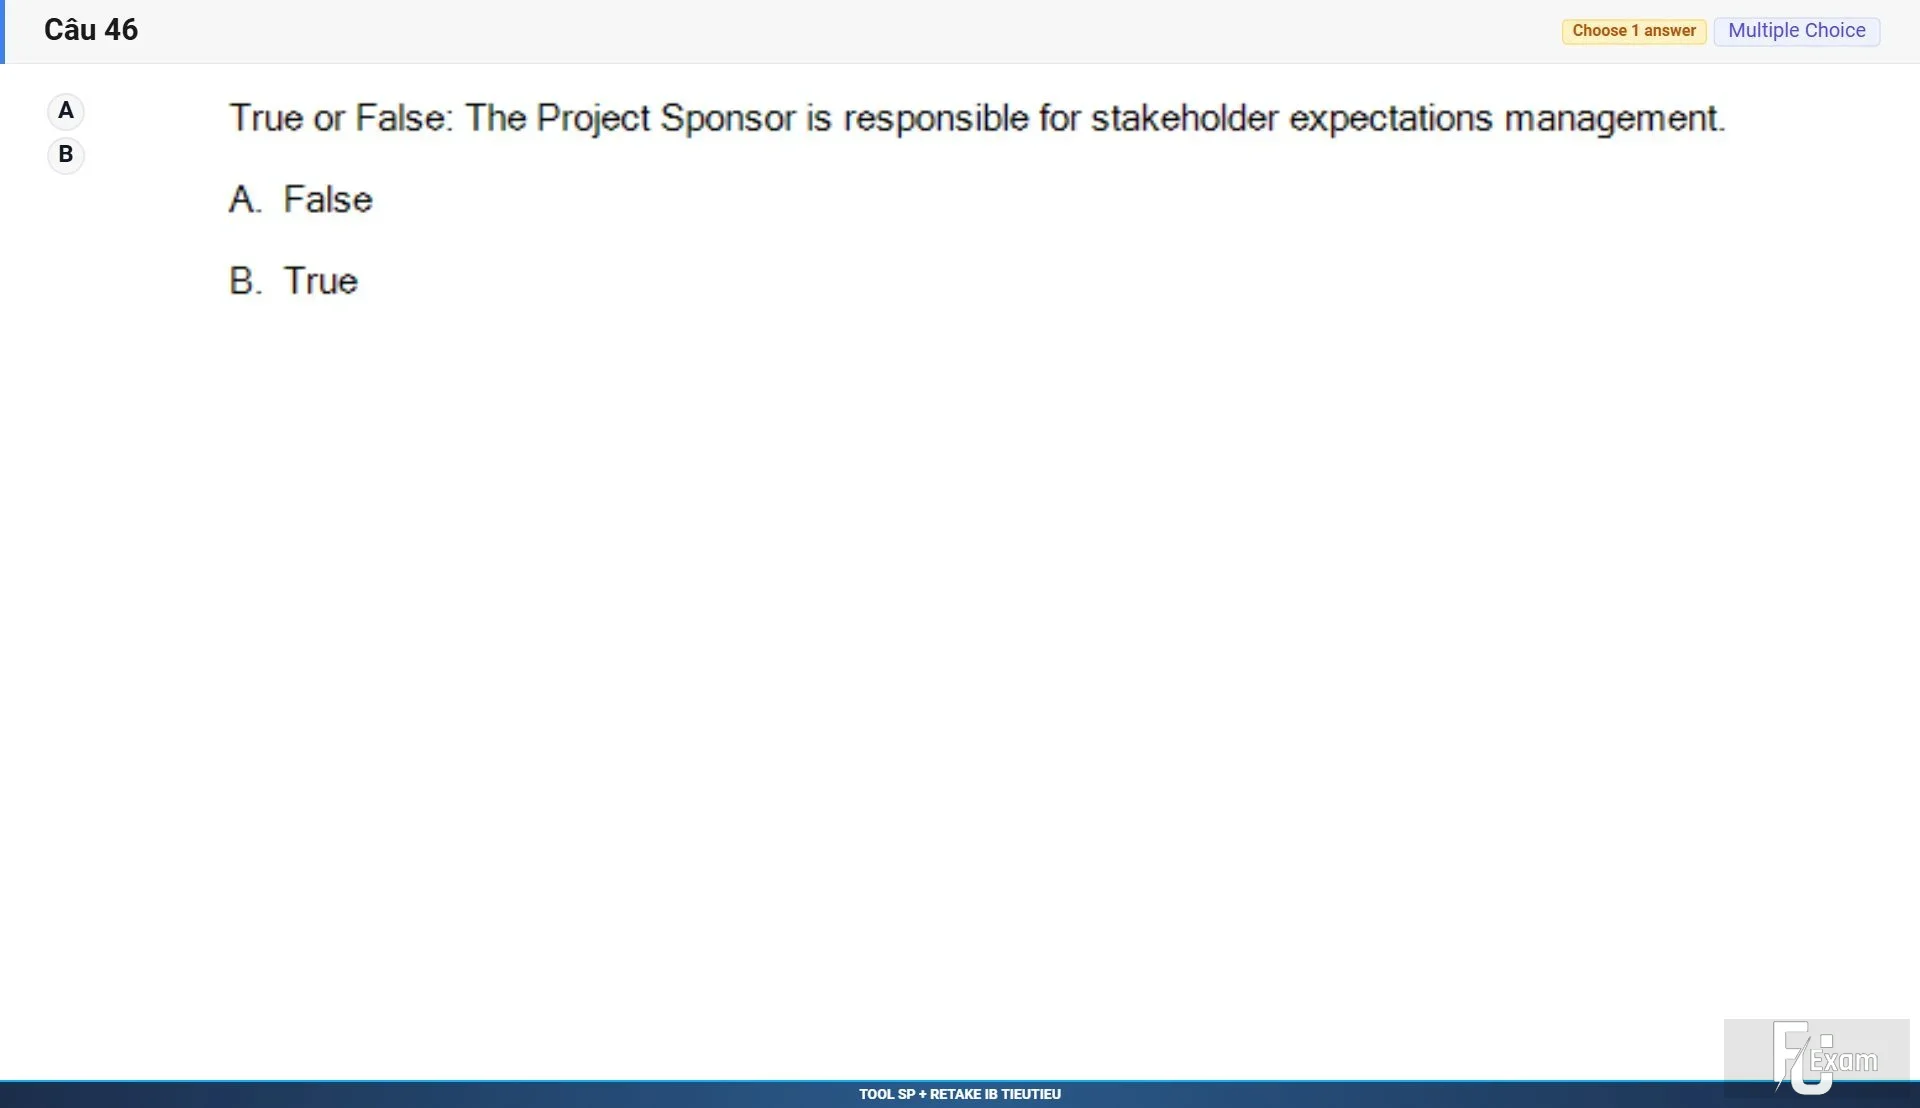 Câu 46
Choose 1 answer
Multiple Choice
A
B
True or False: The Project Sponsor is responsible for stakeholder expectations management.
A. False
B. True
FU Exam
TOOL SP + RETAKE IB TIEUTIEU